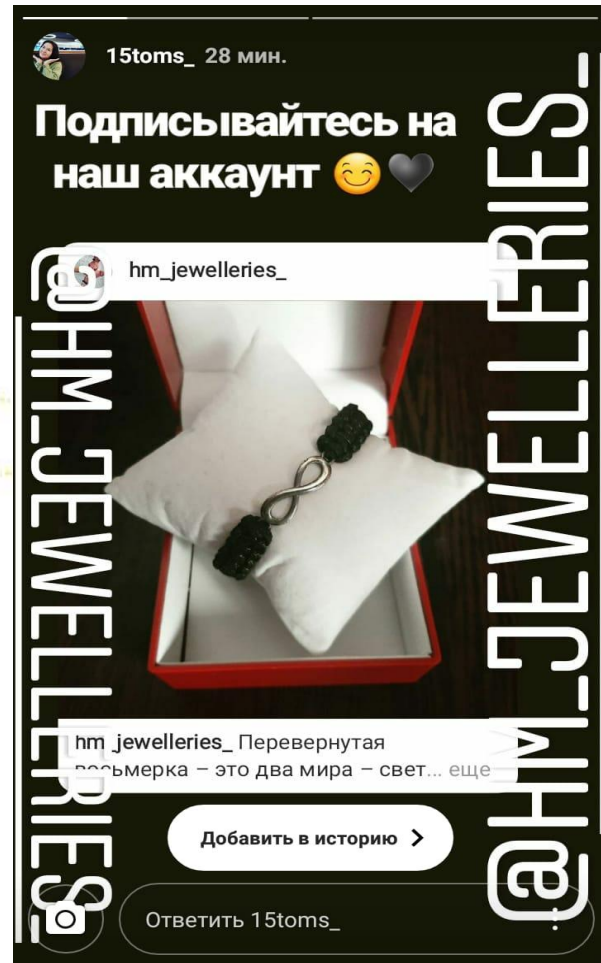 15toms_ 28 мин.
Подписывайтесь на
наш аккаунт 😊🖤
@HM_JEWELLERIES_
@HM_JEWELLERIES_
hm_jewelleries_
hm_jewelleries_ Перевернутая
восьмерка – это два мира – свет... еще
Добавить в историю >
Ответить 15toms_